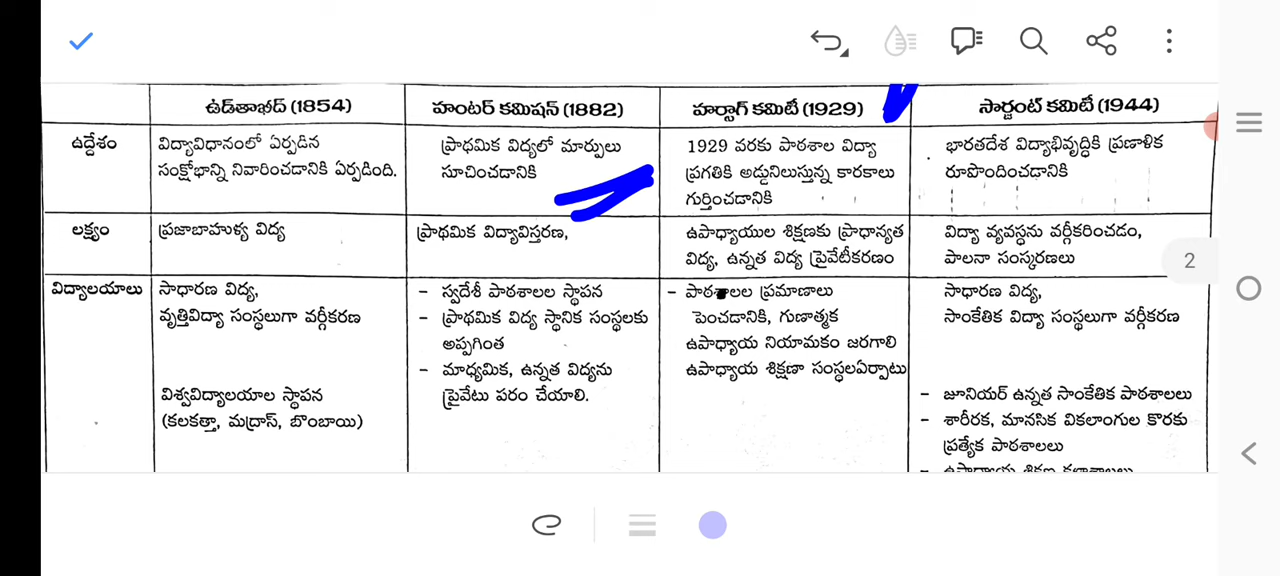 ఉడ్‌తాఖీద్ (1854) హంటర్ కమిషన్ (1882) హర్టాగ్ కమిటీ (1929) సార్జంట్ కమిటీ (1944)
ఉద్దేశం
విద్యావిధానంలో ఏర్పడిన
సంక్షోభాన్ని నివారించడానికి ఏర్పడింది.
ప్రాథమిక విద్యలో మార్పులు
సూచించడానికి
1929 వరకు పాఠశాల విద్యా
ప్రగతికి అడ్డునిలుస్తున్న కారకాలు
గుర్తించడానికి
భారతదేశ విద్యాభివృద్ధికి ప్రణాళిక
రూపొందించడానికి
లక్ష్యం
ప్రజాబాహుళ్య విద్య
ప్రాథమిక విద్యావిస్తరణ,
ఉపాధ్యాయుల శిక్షణకు ప్రాధాన్యత
విద్య, ఉన్నత విద్య ప్రైవేటీకరణం
విద్యా వ్యవస్థను వర్గీకరించడం,
పాలనా సంస్కరణలు
2
విద్యాలయాలు
సాధారణ విద్య,
వృత్తివిద్యా సంస్థలుగా వర్గీకరణ
విశ్వవిద్యాలయాల స్థాపన
(కలకత్తా, మద్రాస్, బొంబాయి)
– స్వదేశీ పాఠశాలల స్థాపన
– ప్రాథమిక విద్య స్థానిక సంస్థలకు
అప్పగింత
– మాధ్యమిక, ఉన్నత విద్యను
ప్రైవేటు పరం చేయాలి.
– పాఠశాలల ప్రమాణాలు
పెంచడానికి, గుణాత్మక
ఉపాధ్యాయ నియామకం జరగాలి
ఉపాధ్యాయ శిక్షణా సంస్థలఏర్పాటు
సాధారణ విద్య,
సాంకేతిక విద్యా సంస్థలుగా వర్గీకరణ
– జూనియర్ ఉన్నత సాంకేతిక పాఠశాలలు
– శారీరక, మానసిక వికలాంగుల కొరకు
ప్రత్యేక పాఠశాలలు
– ఉపాధ్యాయ శిక్షణ కళాశాలలు